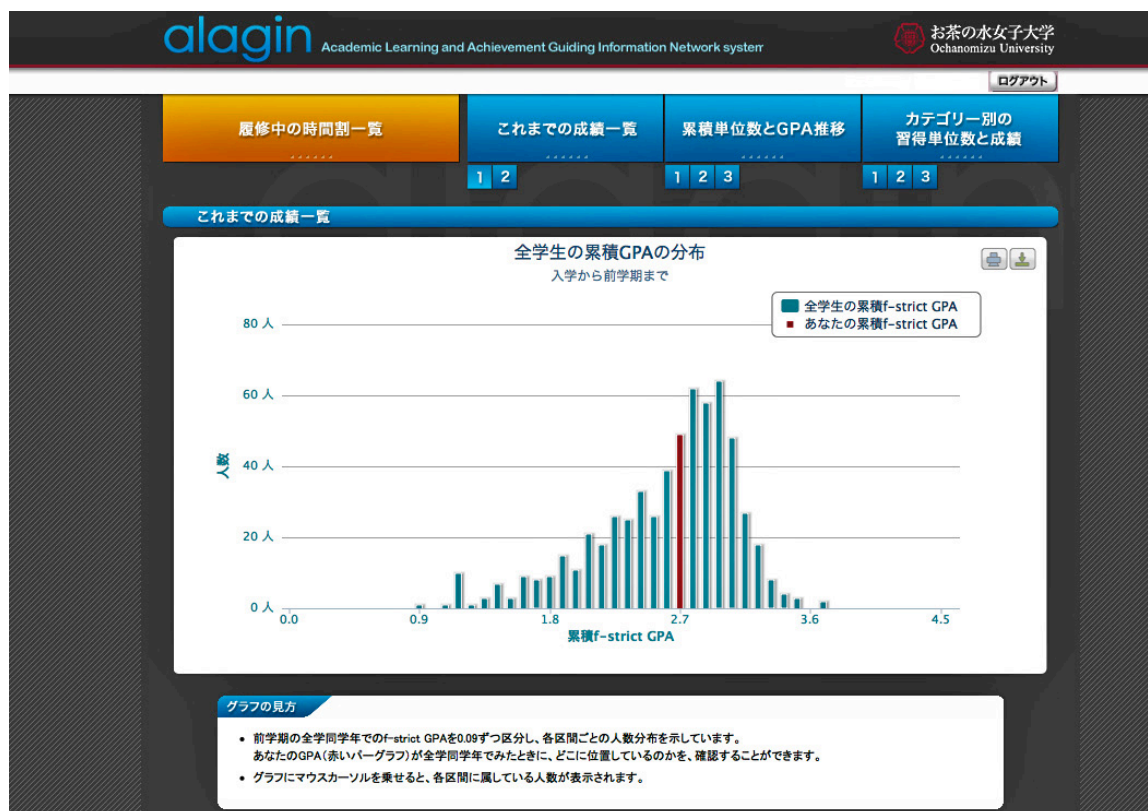 alagin Academic Learning and Achievement Guiding Information Network system
お茶の水女子大学
Ochanomizu University
ログアウト
履修中の時間割一覧
これまでの成績一覧
累積単位数とGPA推移
カテゴリー別の
習得単位数と成績
1 2
1 2 3
1 2 3
これまでの成績一覧
全学生の累積GPAの分布
入学から前学期まで
全学生の累積f-strict GPA
あなたの累積f-strict GPA
80 人
60 人
40 人
20 人
0 人
人数
0.0 0.9 1.8 2.7 3.6 4.5
累積f-strict GPA
グラフの見方
• 前学期の全学同学年でのf-strict GPAを0.09ずつ区分し、各区間ごとの人数分布を示しています。
あなたのGPA(赤いバーグラフ)が全学同学年でみたときに、どこに位置しているのかを、確認することができます。
• グラフにマウスカーソルを乗せると、各区間に属している人数が表示されます。